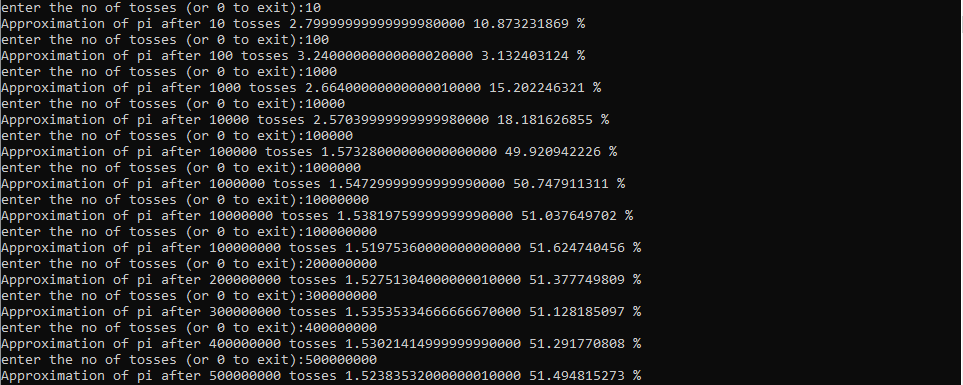 enter the no of tosses (or 0 to exit):10
Approximation of pi after 10 tosses 2.79999999999999980000 10.873231869 %
enter the no of tosses (or 0 to exit):100
Approximation of pi after 100 tosses 3.24000000000000020000 3.132403124 %
enter the no of tosses (or 0 to exit):1000
Approximation of pi after 1000 tosses 2.66400000000000010000 15.202246321 %
enter the no of tosses (or 0 to exit):10000
Approximation of pi after 10000 tosses 2.57039999999999980000 18.181626855 %
enter the no of tosses (or 0 to exit):100000
Approximation of pi after 100000 tosses 1.57328000000000000000 49.920942226 %
enter the no of tosses (or 0 to exit):1000000
Approximation of pi after 1000000 tosses 1.54729999999999990000 50.747911311 %
enter the no of tosses (or 0 to exit):10000000
Approximation of pi after 10000000 tosses 1.53819759999999990000 51.037649702 %
enter the no of tosses (or 0 to exit):100000000
Approximation of pi after 100000000 tosses 1.51975360000000000000 51.624740456 %
enter the no of tosses (or 0 to exit):200000000
Approximation of pi after 200000000 tosses 1.52751304000000010000 51.377749809 %
enter the no of tosses (or 0 to exit):300000000
Approximation of pi after 300000000 tosses 1.53535334666666670000 51.128185097 %
enter the no of tosses (or 0 to exit):400000000
Approximation of pi after 400000000 tosses 1.53021414999999990000 51.291770808 %
enter the no of tosses (or 0 to exit):500000000
Approximation of pi after 500000000 tosses 1.52383532000000010000 51.494815273 %